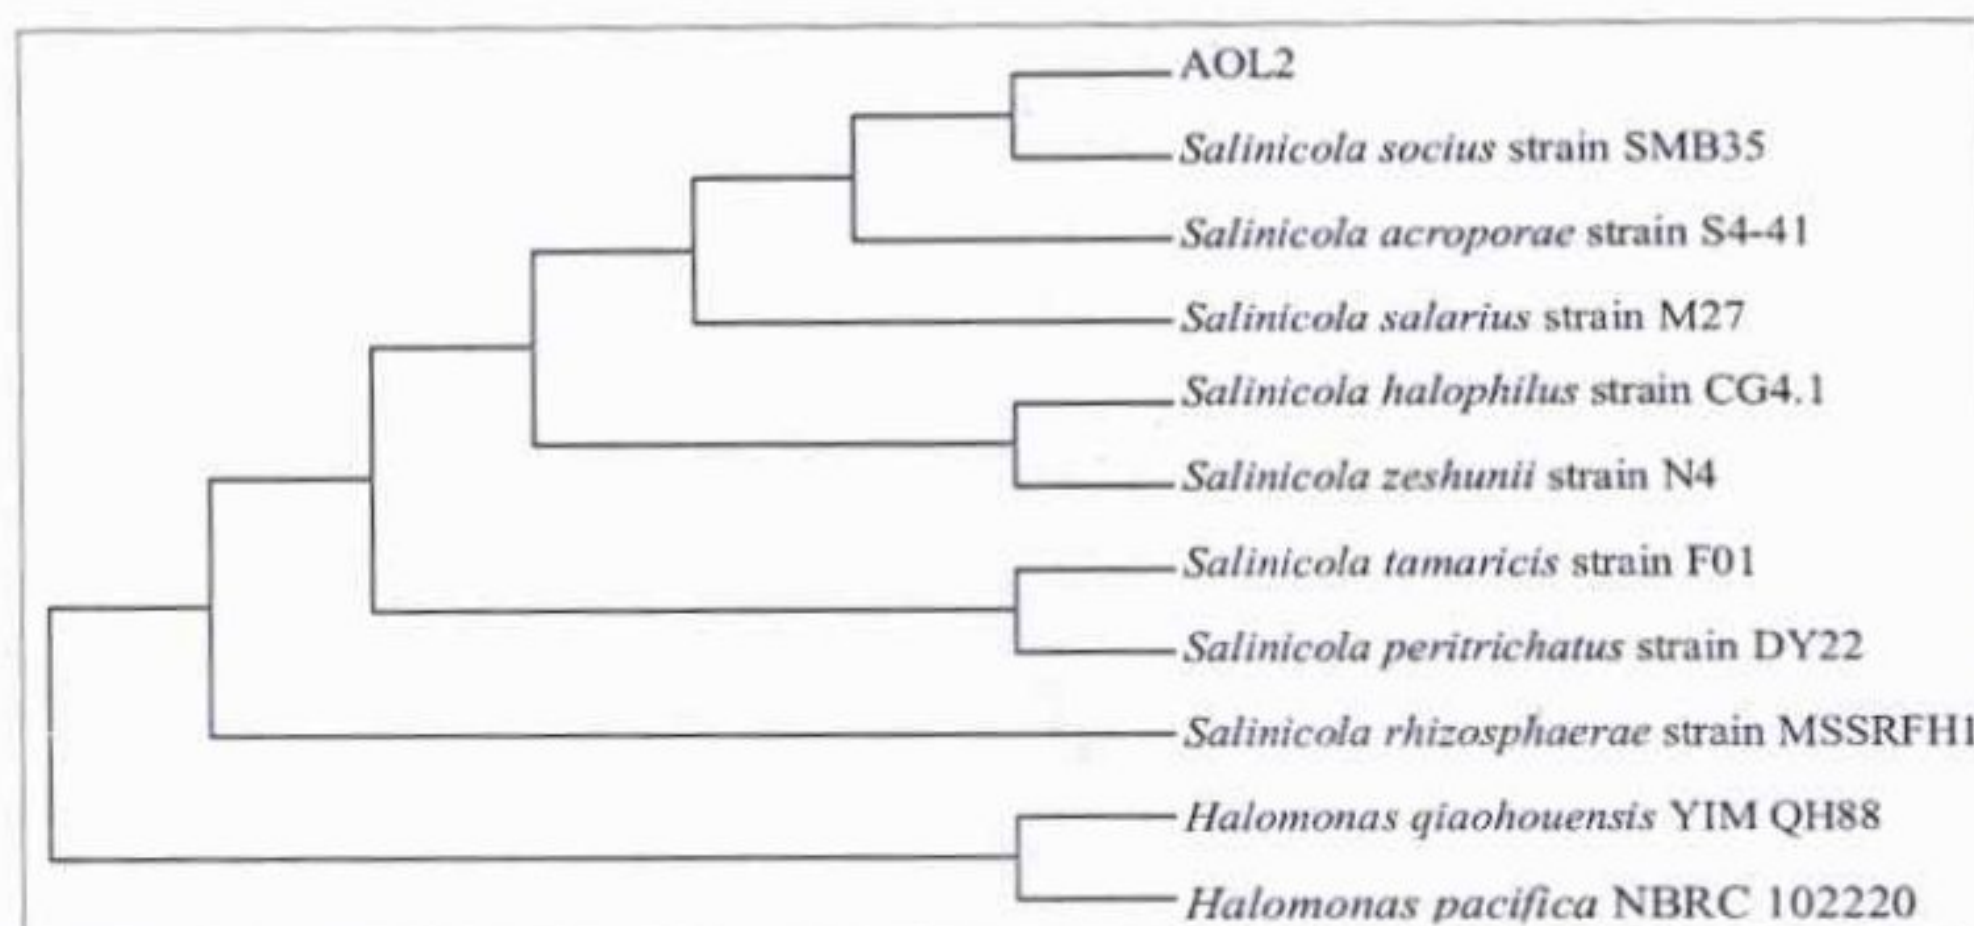 AOL2
Salinicola socius strain SMB35
Salinicola acroporae strain S4-41
Salinicola salarius strain M27
Salinicola halophilus strain CG4.1
Salinicola zeshunii strain N4
Salinicola tamaricis strain F01
Salinicola peritrichatus strain DY22
Salinicola rhizosphaerae strain MSSRFH1
Halomonas qiaohouensis YIM QH88
Halomonas pacifica NBRC 102220